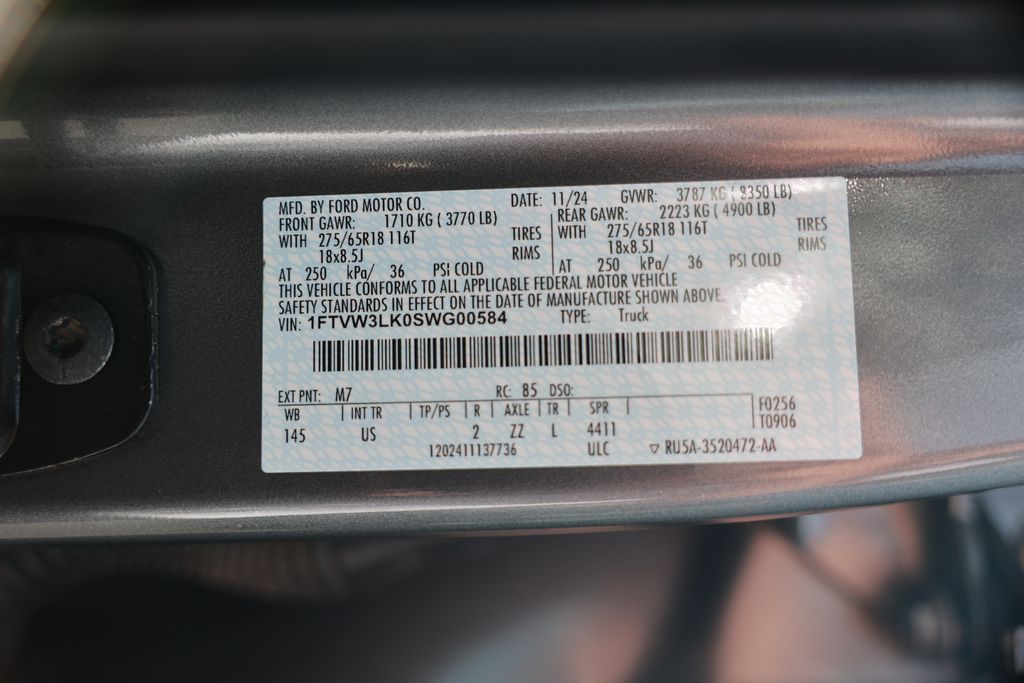 MFD. BY FORD MOTOR CO. DATE: 11/24 GVWR: 3787 KG ( 8350 LB)
FRONT GAWR: 1710 KG ( 3770 LB) REAR GAWR: 2223 KG ( 4900 LB)
WITH 275/65R18 116T TIRES WITH 275/65R18 116T TIRES
18x8.5J RIMS 18x8.5J RIMS
AT 250 kPa/ 36 PSI COLD AT 250 kPa/ 36 PSI COLD
THIS VEHICLE CONFORMS TO ALL APPLICABLE FEDERAL MOTOR VEHICLE
SAFETY STANDARDS IN EFFECT ON THE DATE OF MANUFACTURE SHOWN ABOVE.
VIN: 1FTVW3LK0SWG00584 TYPE: Truck
EXT PNT: M7 RC: 85 DSO:
WB INT TR TP/PS R AXLE TR SPR F0256
145 US 2 ZZ L 4411 T0906
1202411137736 ULC RU5A-3520472-AA